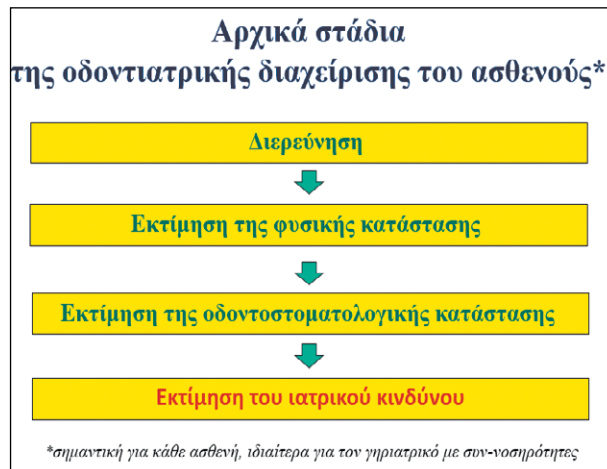 Αρχικά στάδια
της οδοντιατρικής διαχείρισης του ασθενούς*
Διερεύνηση
Εκτίμηση της φυσικής κατάστασης
Εκτίμηση της οδοντοστοματολογικής κατάστασης
Εκτίμηση του ιατρικού κινδύνου
*σημαντική για κάθε ασθενή, ιδιαίτερα για τον γηριατρικό με συν-νοσηρότητες